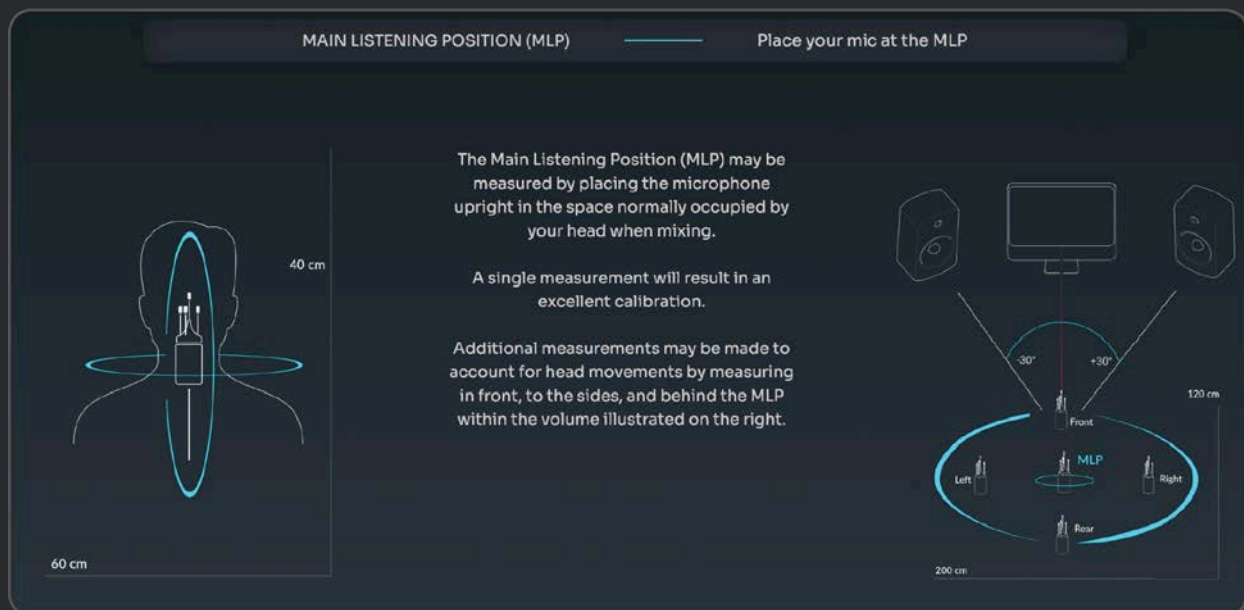 MAIN LISTENING POSITION (MLP)
Place your mic at the MLP
40 cm
60 cm
The Main Listening Position (MLP) may be
measured by placing the microphone
upright in the space normally occupied by
your head when mixing.
A single measurement will result in an
excellent calibration.
Additional measurements may be made to
account for head movements by measuring
in front, to the sides, and behind the MLP
within the volume illustrated on the right.
-30°
+30°
120 cm
Front
MLP
Left
Right
Rear
200 cm